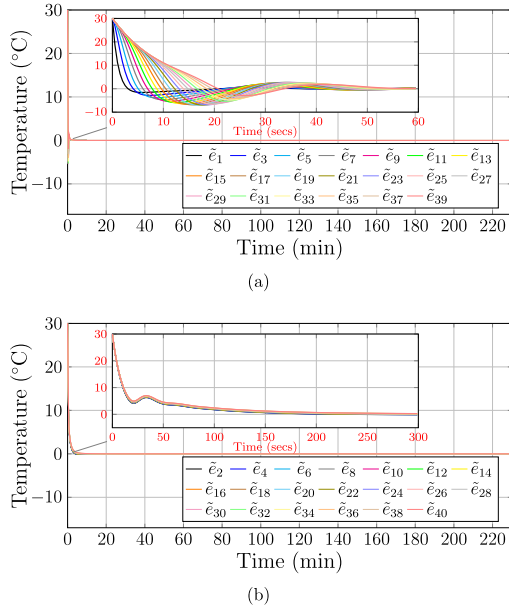 30
20
10
0
−10
Temperature (°C)
30
20
10
0
−10
0 10 20 30 40 50 60
Time (secs)
ẽ1 ẽ3 ẽ5 ẽ7 ẽ9 ẽ11 ẽ13
ẽ15 ẽ17 ẽ19 ẽ21 ẽ23 ẽ25 ẽ27
ẽ29 ẽ31 ẽ33 ẽ35 ẽ37 ẽ39
0 20 40 60 80 100 120 140 160 180 200 220
Time (min)
(a)
30
20
10
0
−10
Temperature (°C)
30
20
10
0
0 50 100 150 200 250 300
Time (secs)
ẽ2 ẽ4 ẽ6 ẽ8 ẽ10 ẽ12 ẽ14
ẽ16 ẽ18 ẽ20 ẽ22 ẽ24 ẽ26 ẽ28
ẽ30 ẽ32 ẽ34 ẽ36 ẽ38 ẽ40
0 20 40 60 80 100 120 140 160 180 200 220
Time (min)
(b)